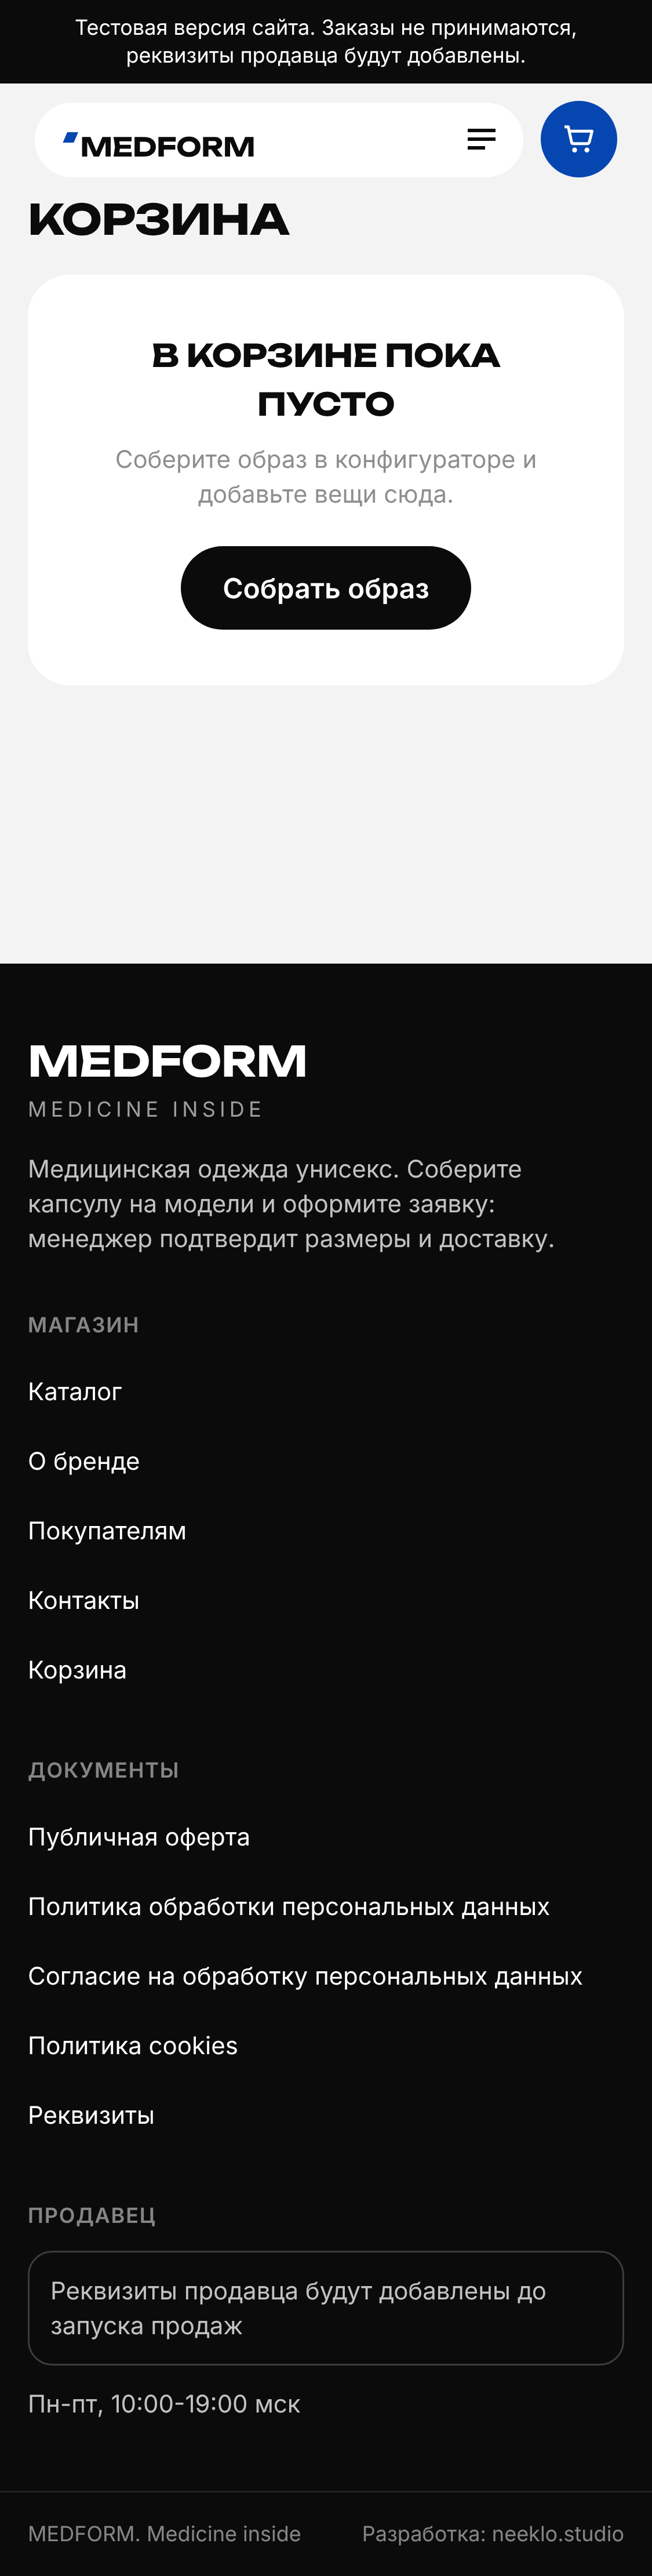 Тестовая версия сайта. Заказы не принимаются,
реквизиты продавца будут добавлены.
MEDFORM
КОРЗИНА
В КОРЗИНЕ ПОКА
ПУСТО
Соберите образ в конфигураторе и
добавьте вещи сюда.
Собрать образ
MEDFORM
MEDICINE INSIDE
Медицинская одежда унисекс. Соберите
капсулу на модели и оформите заявку:
менеджер подтвердит размеры и доставку.
МАГАЗИН
Каталог
О бренде
Покупателям
Контакты
Корзина
ДОКУМЕНТЫ
Публичная оферта
Политика обработки персональных данных
Согласие на обработку персональных данных
Политика cookies
Реквизиты
ПРОДАВЕЦ
Реквизиты продавца будут добавлены до
запуска продаж
Пн-пт, 10:00-19:00 мск
MEDFORM. Medicine inside Разработка: neeklo.studio